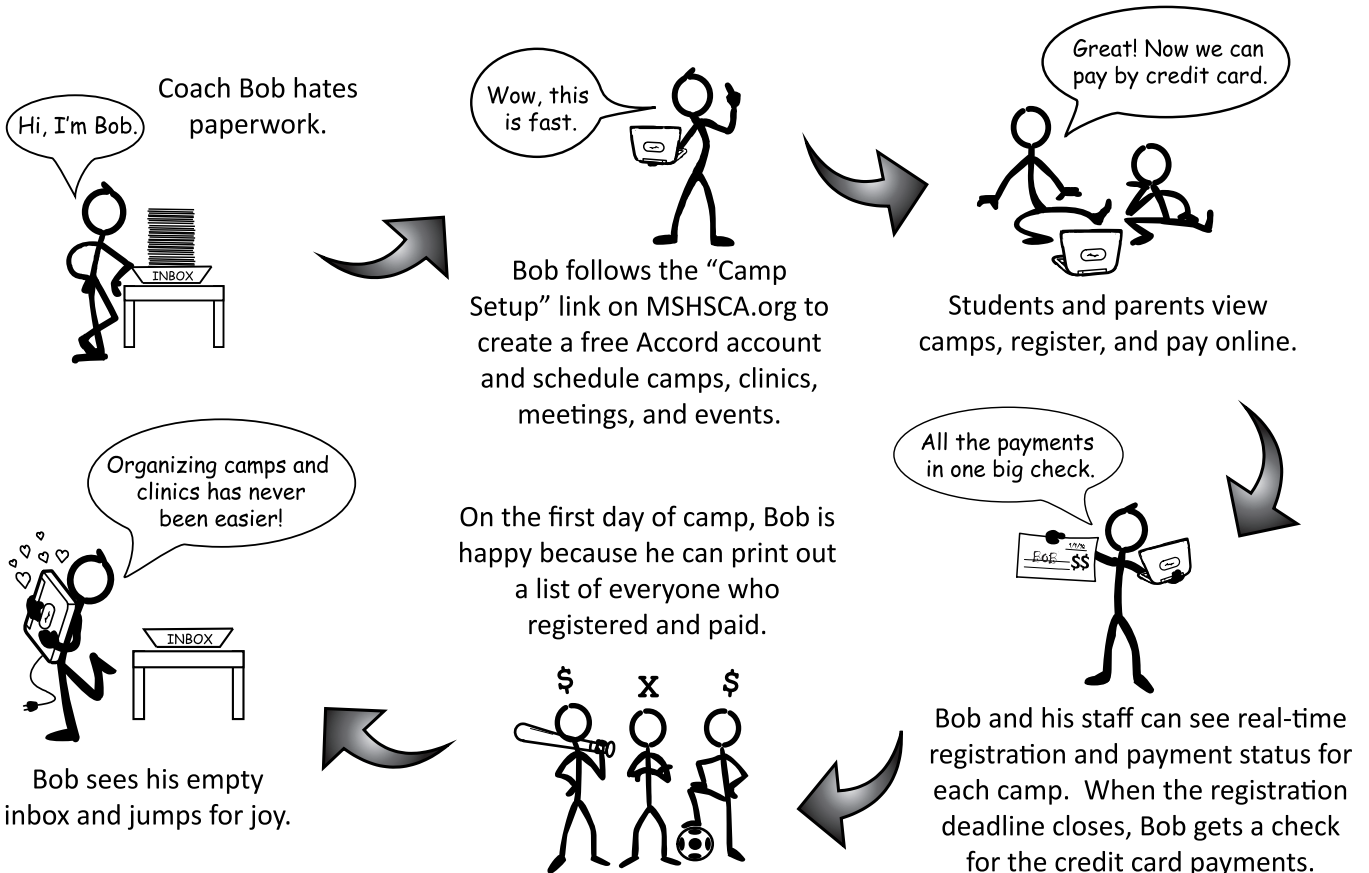 Coach Bob hates
paperwork.
Hi, I'm Bob.
INBOX
Wow, this
is fast.
Bob follows the “Camp
Setup” link on MSHSCA.org to
create a free Accord account
and schedule camps, clinics,
meetings, and events.
Great! Now we can
pay by credit card.
Students and parents view
camps, register, and pay online.
All the payments
in one big check.
BOB
$$
Bob and his staff can see real-time
registration and payment status for
each camp.  When the registration
deadline closes, Bob gets a check
for the credit card payments.
On the first day of camp, Bob is
happy because he can print out
a list of everyone who
registered and paid.
$ X $
Organizing camps and
clinics has never
been easier!
INBOX
Bob sees his empty
inbox and jumps for joy.